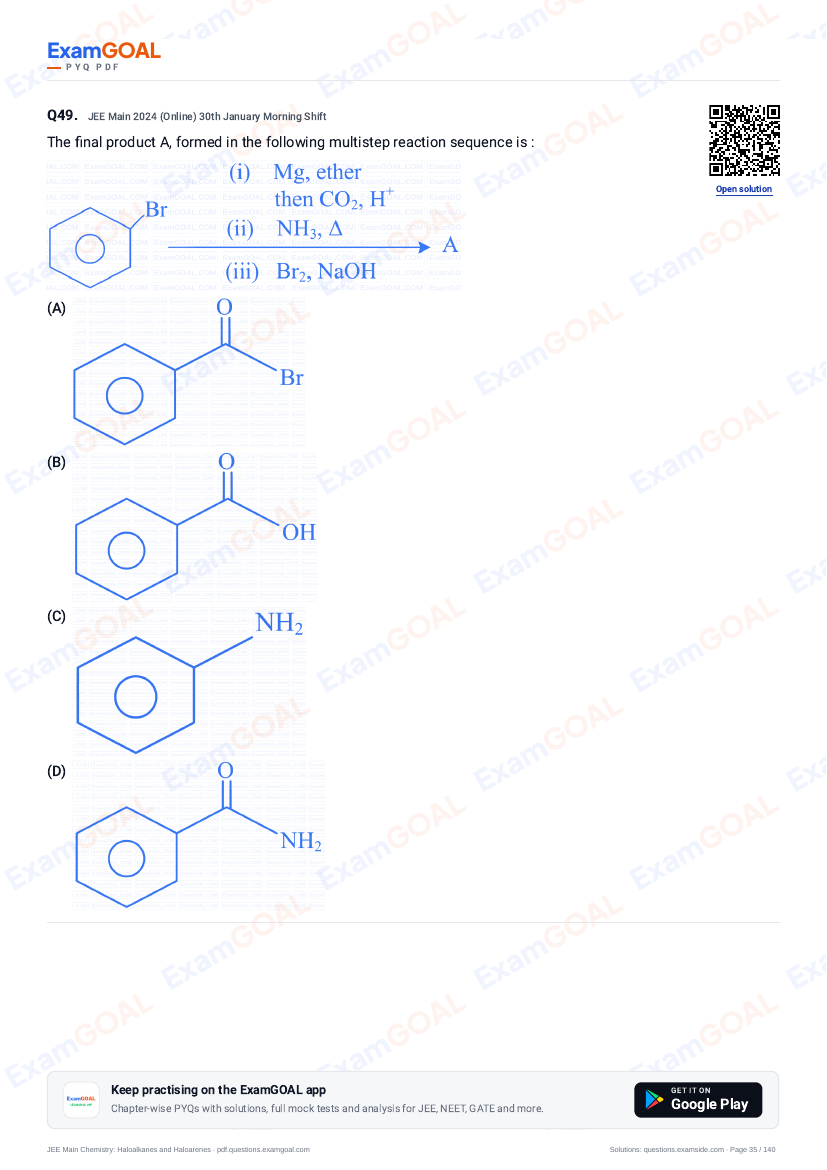 ExamGOAL
PYQ PDF
Q49. JEE Main 2024 (Online) 30th January Morning Shift
The final product A, formed in the following multistep reaction sequence is :
Open solution
(i) Mg, ether
then CO₂, H⁺
Br
(ii) NH₃, Δ
A
(iii) Br₂, NaOH
(A)
O
Br
(B)
O
OH
(C)
NH₂
(D)
O
NH₂
Keep practising on the ExamGOAL app
Chapter-wise PYQs with solutions, full mock tests and analysis for JEE, NEET, GATE and more.
GET IT ON
Google Play
JEE Main Chemistry: Haloalkanes and Haloarenes · pdf.questions.examgoal.com
Solutions: questions.examside.com · Page 35 / 140